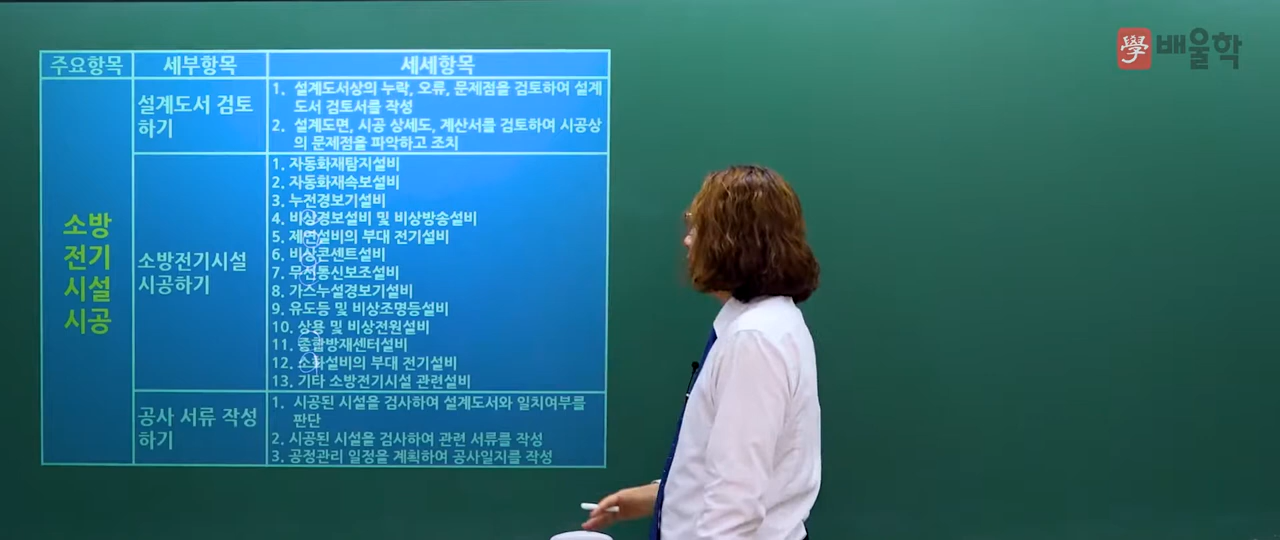 學 배울학
주요항목 세부항목 세세항목
소방
전기
시설
시공
설계도서 검토
하기
1. 설계도서상의 누락, 오류, 문제점을 검토하여 설계
도서 검토서를 작성
2. 설계도면, 시공 상세도, 계산서를 검토하여 시공상
의 문제점을 파악하고 조치
소방전기시설
시공하기
1. 자동화재탐지설비
2. 자동화재속보설비
3. 누전경보기설비
4. 비상경보설비 및 비상방송설비
5. 제연설비의 부대 전기설비
6. 비상콘센트설비
7. 무선통신보조설비
8. 가스누설경보기설비
9. 유도등 및 비상조명등설비
10. 상용 및 비상전원설비
11. 종합방재센터설비
12. 소화설비의 부대 전기설비
13. 기타 소방전기시설 관련설비
공사 서류 작성
하기
1. 시공된 시설을 검사하여 설계도서와 일치여부를
판단
2. 시공된 시설을 검사하여 관련 서류를 작성
3. 공정관리 일정을 계획하여 공사일지를 작성